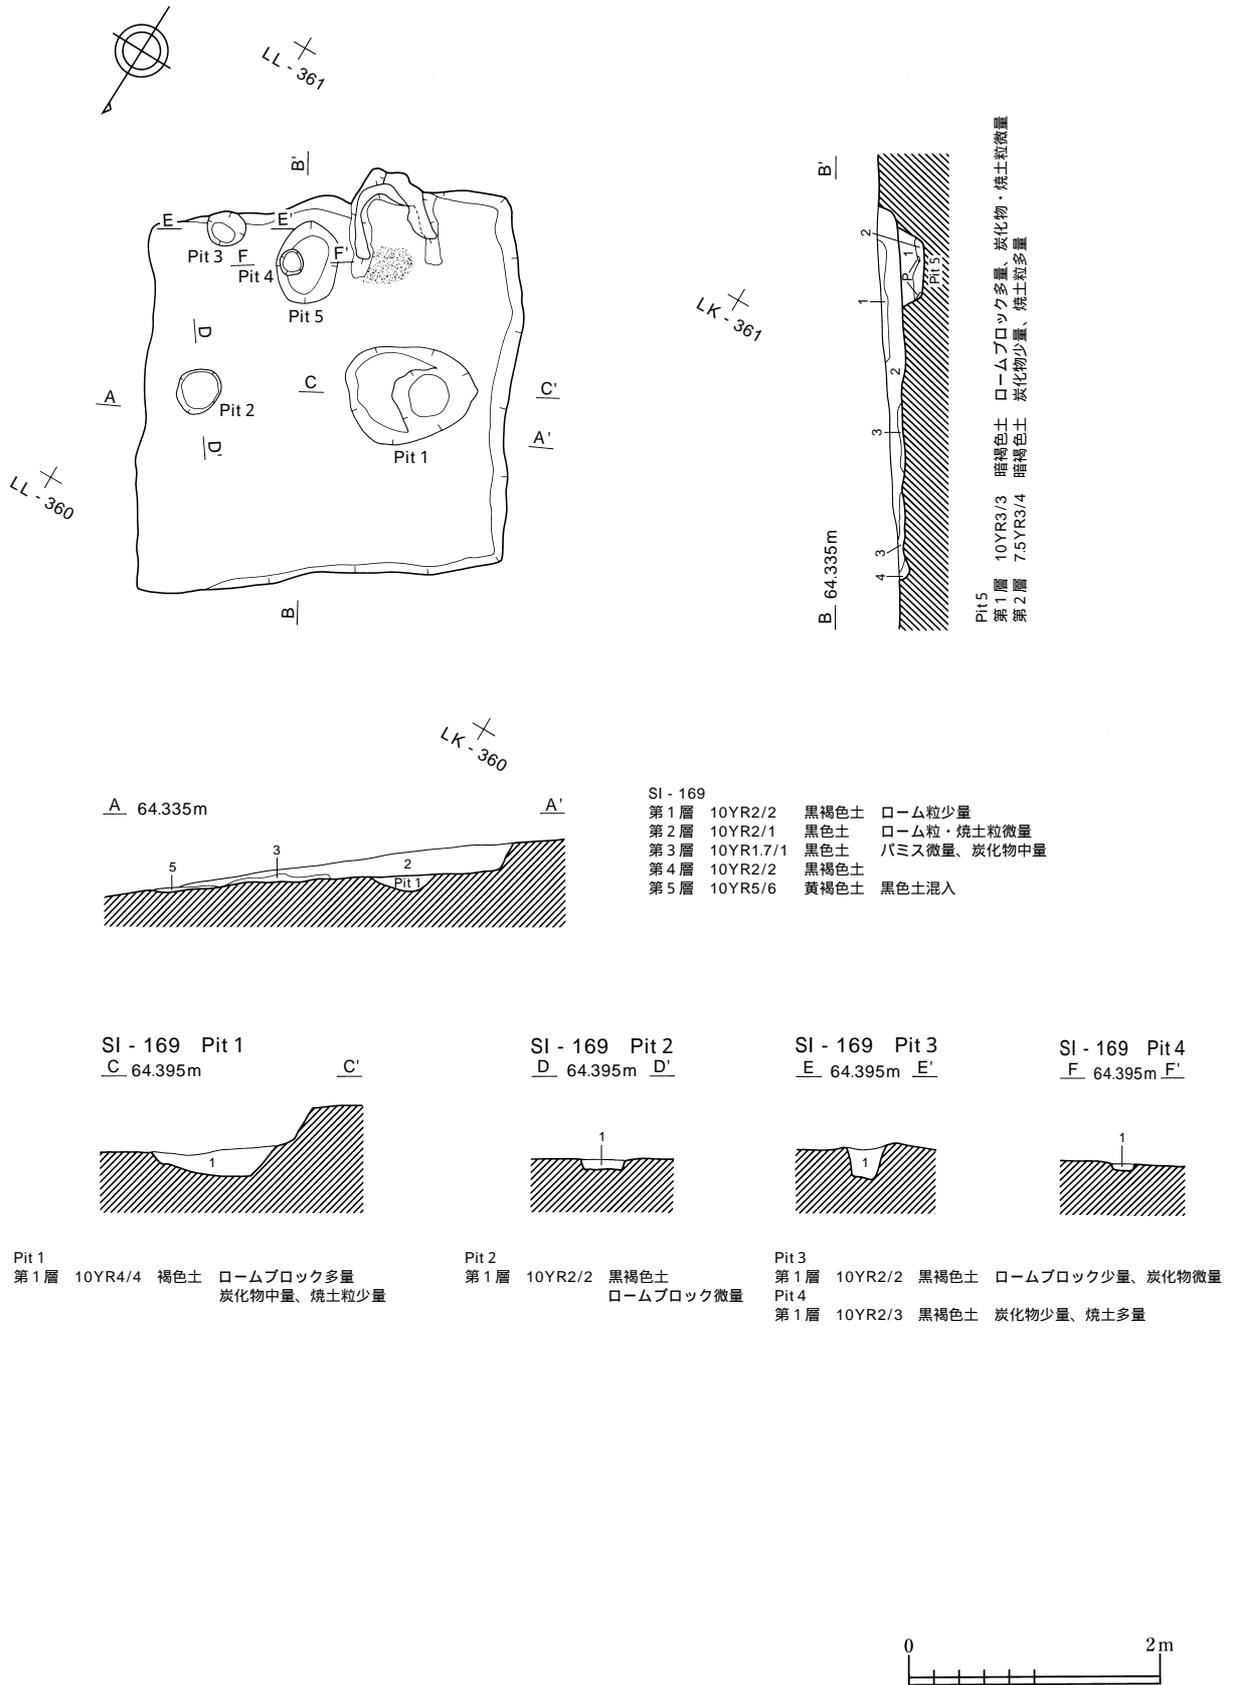 LL - 361
B'
E
E'
Pit 3
F
F'
Pit 4
Pit 5
D
C
C'
A
Pit 2
A'
D'
Pit 1
LL - 360
B
B'
LK - 361
2
1
P
Pit 5
1
2
3
3
4
B 64.335m
Pit5
第1層 10YR3/3 暗褐色土 ロームブロック多量、炭化物・焼土粒微量
第2層 7.5YR3/4 暗褐色土 炭化物少量、焼土粒多量
LK - 360
A 64.335m A'
5
3
2
Pit 1
SI - 169
第1層 10YR2/2 黒褐色土 ローム粒少量
第2層 10YR2/1 黒色土 ローム粒・焼土粒微量
第3層 10YR1.7/1 黒色土 パミス微量、炭化物中量
第4層 10YR2/2 黒褐色土
第5層 10YR5/6 黄褐色土 黒色土混入
SI - 169 Pit 1
C 64.395m C'
1
SI - 169 Pit 2
D 64.395m D'
1
SI - 169 Pit 3
E 64.395m E'
1
SI - 169 Pit 4
F 64.395m F'
1
Pit 1
第1層 10YR4/4 褐色土 ロームブロック多量
炭化物中量、焼土粒少量
Pit 2
第1層 10YR2/2 黒褐色土
ロームブロック微量
Pit 3
第1層 10YR2/2 黒褐色土 ロームブロック少量、炭化物微量
Pit 4
第1層 10YR2/3 黒褐色土 炭化物少量、焼土多量
0 2m